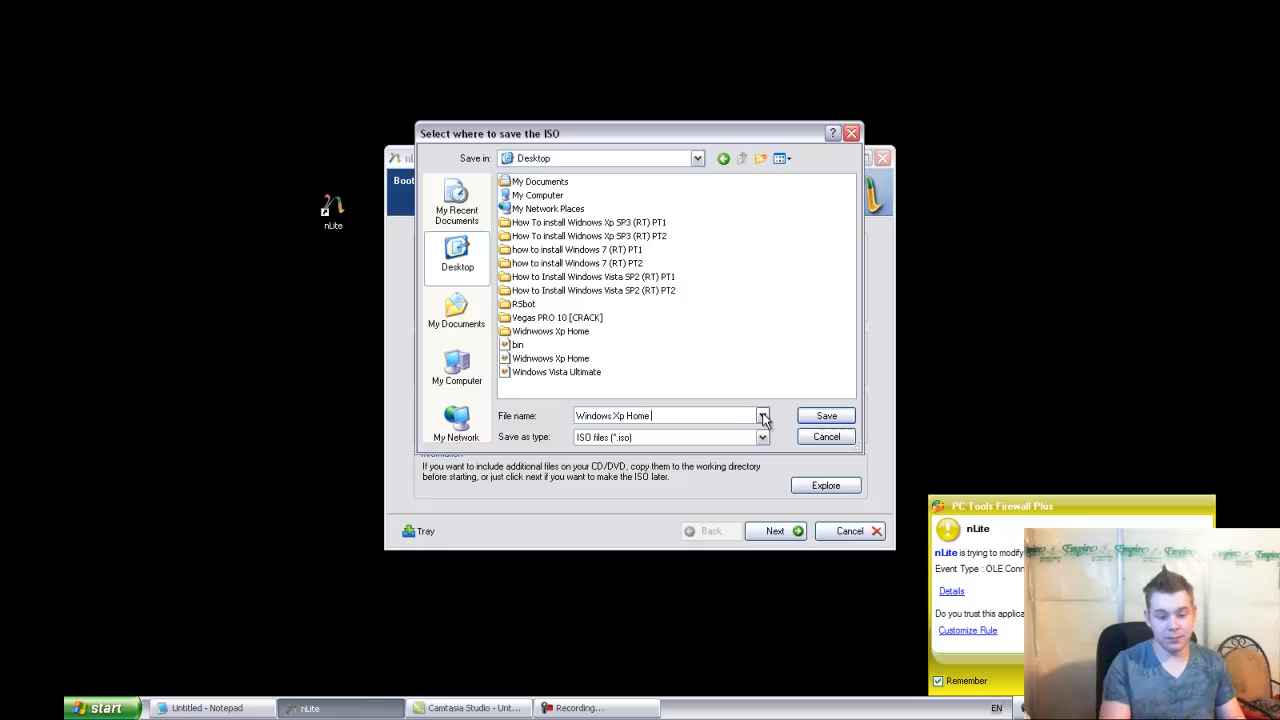 Select where to save the ISO
Save in:
Desktop
My Recent
Documents
Desktop
My Documents
My Computer
My Network
My Documents
My Computer
My Network Places
How To install Widnows Xp SP3 (RT) PT1
How To install Widnows Xp SP3 (RT) PT2
how to install Windows 7 (RT) PT1
how to install Windows 7 (RT) PT2
How to Install Windows Vista SP2 (RT) PT1
How to Install Windows Vista SP2 (RT) PT2
RSbot
Vegas PRO 10 [CRACK]
Widnwows Xp Home
bin
Widnwows Xp Home
Windows Vista Ultimate
File name:
Windows Xp Home
Save
Save as type:
ISO files (*.iso)
Cancel
Boot
nLite
If you want to include additional files on your CD/DVD, copy them to the working directory
before starting, or just click next if you want to make the ISO later.
Explore
Tray
Back
Next
Cancel
PC Tools Firewall Plus
nLite
nLite is trying to modify
Event Type : OLE Conn
Details
Do you trust this applica
Customize Rule
Remember
Empire
start
Untitled - Notepad
nLite
Camtasia Studio - Unt...
Recording...
EN